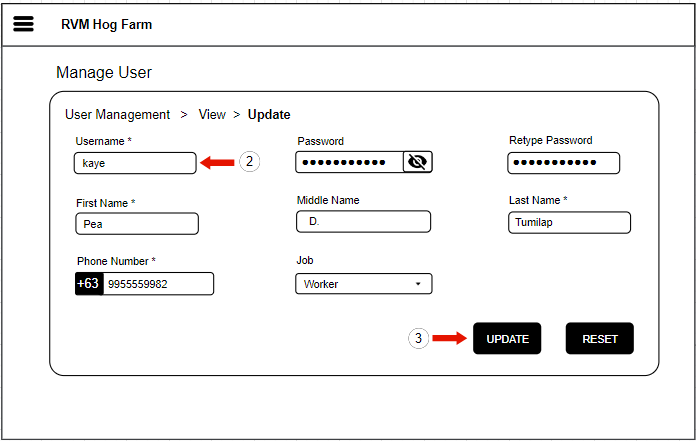 RVM Hog Farm
Manage User
User Management > View > Update
Username * Password Retype Password
kaye 2 ●●●●●●●●●●● ●●●●●●●●●●●
First Name * Middle Name Last Name *
Pea D. Tumilap
Phone Number * Job
+63 9955559982 Worker
3 UPDATE RESET